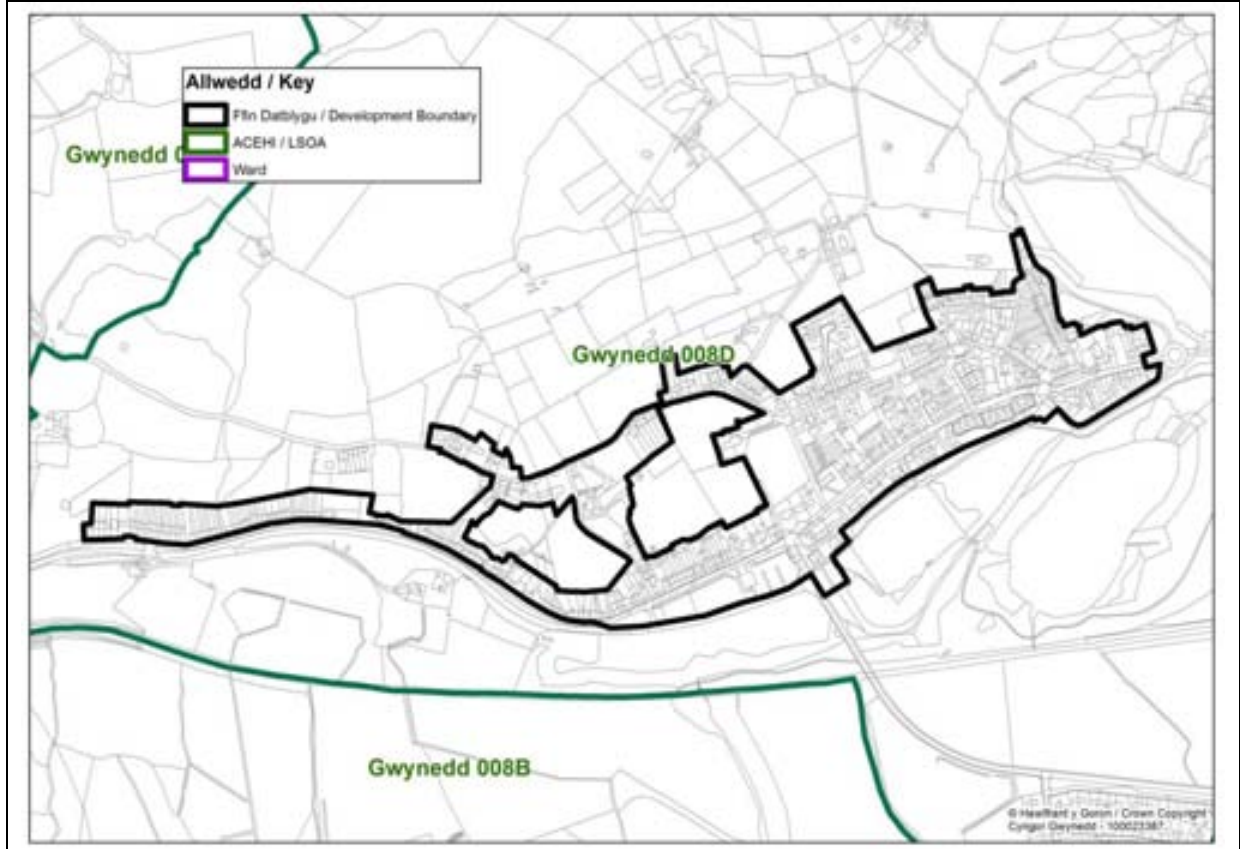 Allwedd / Key
Ffin Datblygu / Development Boundary
ACEHI / LSOA
Ward
Gwynedd 0
Gwynedd 008D
Gwynedd 008B
© Hawlfraint y Goron / Crown Copyright
Cyngor Gwynedd - 100023387